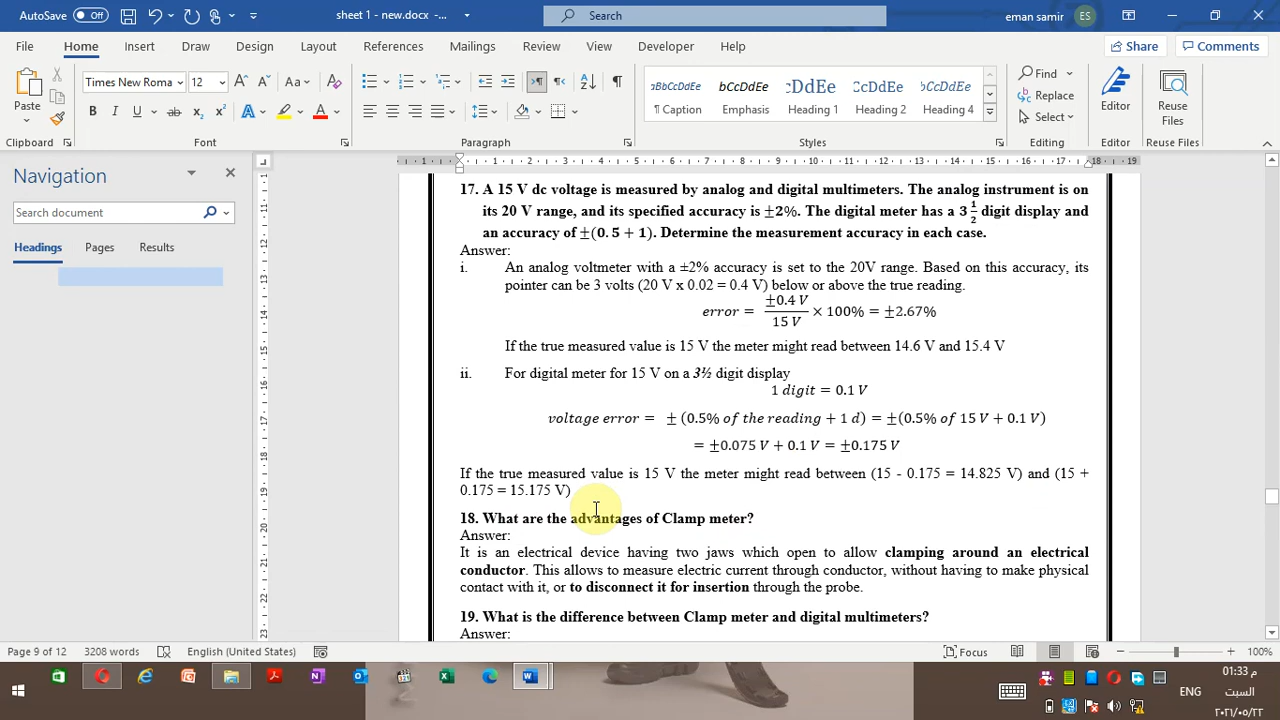 AutoSave Off sheet 1 - new.docx -... Search eman samir ES
File Home Insert Draw Design Layout References Mailings Review View Developer Help Share Comments
Paste Times New Roma 12 Aa AaBbCcDdEe AaBbCcDdEe CcDdEe CcDdEe bCcDdEe Find Replace Select Editor Reuse Files
B I U ab x₂ x² A A ¶ Caption Emphasis Heading 1 Heading 2 Heading 4
Clipboard Font Paragraph Styles Editing Editor Reuse Files
Navigation
Search document
Headings Pages Results
17. A 15 V dc voltage is measured by analog and digital multimeters. The analog instrument is on
its 20 V range, and its specified accuracy is ±2%. The digital meter has a 3 1/2 digit display and
an accuracy of ±(0.5 + 1). Determine the measurement accuracy in each case.
Answer:
i. An analog voltmeter with a ±2% accuracy is set to the 20V range. Based on this accuracy, its
pointer can be 3 volts (20 V x 0.02 = 0.4 V) below or above the true reading.
error = ±0.4 V / 15 V × 100% = ±2.67%
If the true measured value is 15 V the meter might read between 14.6 V and 15.4 V
ii. For digital meter for 15 V on a 3½ digit display
1 digit = 0.1 V
voltage error = ± (0.5% of the reading + 1 d) = ±(0.5% of 15 V + 0.1 V)
= ±0.075 V + 0.1 V = ±0.175 V
If the true measured value is 15 V the meter might read between (15 - 0.175 = 14.825 V) and (15 +
0.175 = 15.175 V)
18. What are the advantages of Clamp meter?
Answer:
It is an electrical device having two jaws which open to allow clamping around an electrical
conductor. This allows to measure electric current through conductor, without having to make physical
contact with it, or to disconnect it for insertion through the probe.
19. What is the difference between Clamp meter and digital multimeters?
Answer:
Page 9 of 12 3208 words English (United States) Focus 100%
ENG
01:33 م
السبت
٢٠٢١/٠٥/٢٢